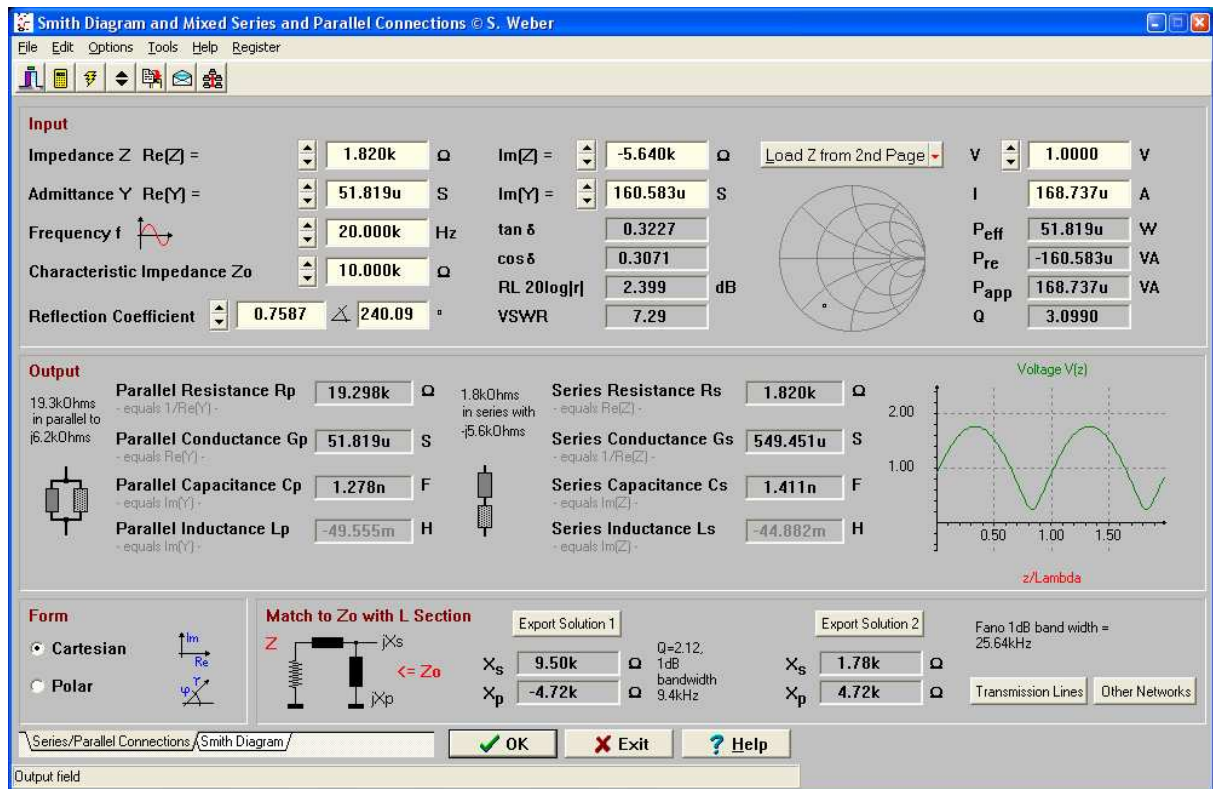 Smith Diagram and Mixed Series and Parallel Connections © S. Weber
File Edit Options Tools Help Register
Input
Impedance Z Re(Z) = 1.820k Ω Im(Z) = -5.640k Ω Load Z from 2nd Page V 1.0000 V
Admittance Y Re(Y) = 51.819u S Im(Y) = 160.583u S I 168.737u A
Frequency f 20.000k Hz tan δ 0.3227 Peff 51.819u W
Characteristic Impedance Zo 10.000k Ω cos δ 0.3071 Pre -160.583u VA
RL 20log|r| 2.399 dB Papp 168.737u VA
Reflection Coefficient 0.7587 ∡ 240.09 ° VSWR 7.29 Q 3.0990
Output
Voltage V(z)
19.3kOhms
in parallel to
j6.2kOhms
Parallel Resistance Rp 19.298k Ω
- equals 1/Re(Y) -
Parallel Conductance Gp 51.819u S
- equals Re(Y) -
Parallel Capacitance Cp 1.278n F
- equals Im(Y) -
Parallel Inductance Lp -49.555m H
- equals Im(Y) -
1.8kOhms
in series with
-j5.6kOhms
Series Resistance Rs 1.820k Ω
- equals Re(Z) -
Series Conductance Gs 549.451u S
- equals 1/Re(Z) -
Series Capacitance Cs 1.411n F
- equals Im(Z) -
Series Inductance Ls -44.882m H
- equals Im(Z) -
2.00
1.00
0.50 1.00 1.50
z/Lambda
Form
Cartesian
Im
Re
Polar
φ r
Match to Zo with L Section
Z jXs
<= Zo
jXp
Export Solution 1
Xs 9.50k Ω
Xp -4.72k Ω
Q=2.12,
1dB
bandwidth
9.4kHz
Export Solution 2
Xs 1.78k Ω
Xp 4.72k Ω
Fano 1dB band width =
25.64kHz
Transmission Lines Other Networks
Series/Parallel Connections Smith Diagram
OK Exit Help
Output field